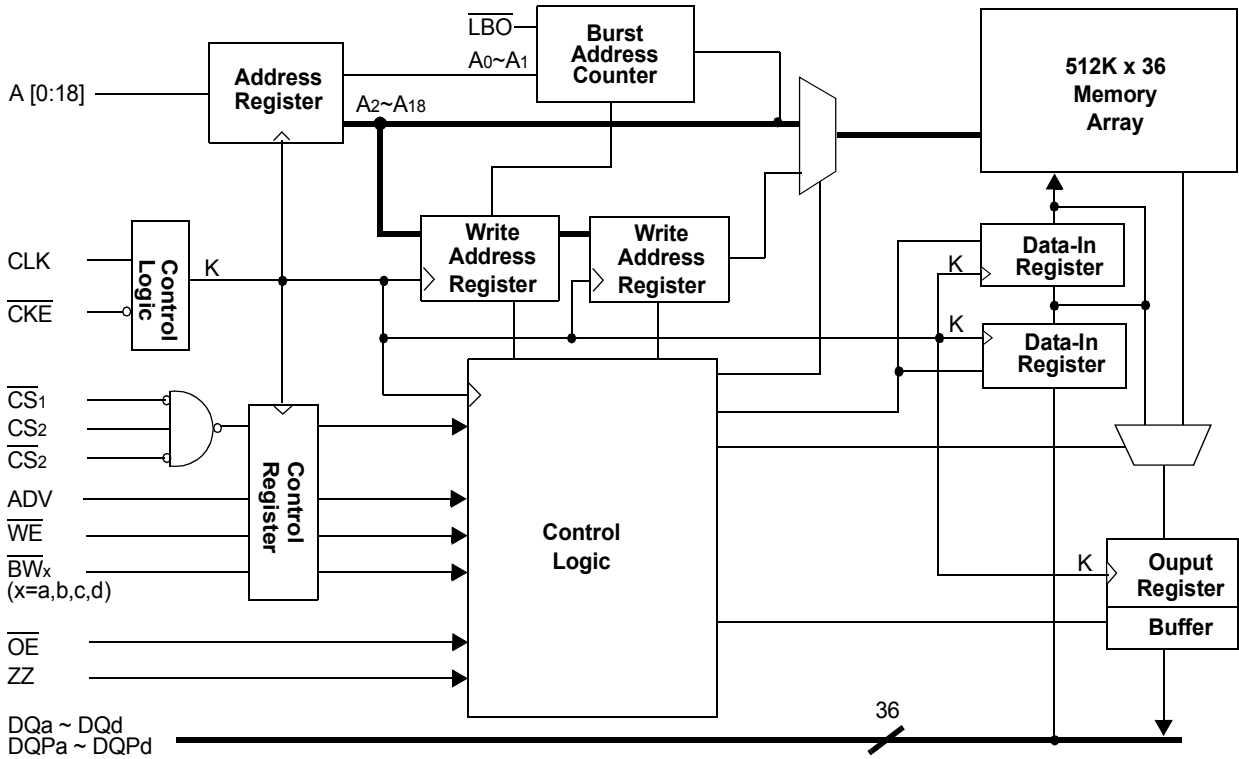 LBO
Burst
Address
Counter
A0~A1
512K x 36
Memory
Array
A [0:18]
Address
Register
A2~A18
Write
Address
Register
Write
Address
Register
Data-In
Register
K
CLK
Control
Logic
K
CKE
K
Data-In
Register
CS1
CS2
CS2
Control
Register
ADV
WE
BWx
(x=a,b,c,d)
Control
Logic
K
Ouput
Register
Buffer
OE
ZZ
DQa ~ DQd
DQPa ~ DQPd
36